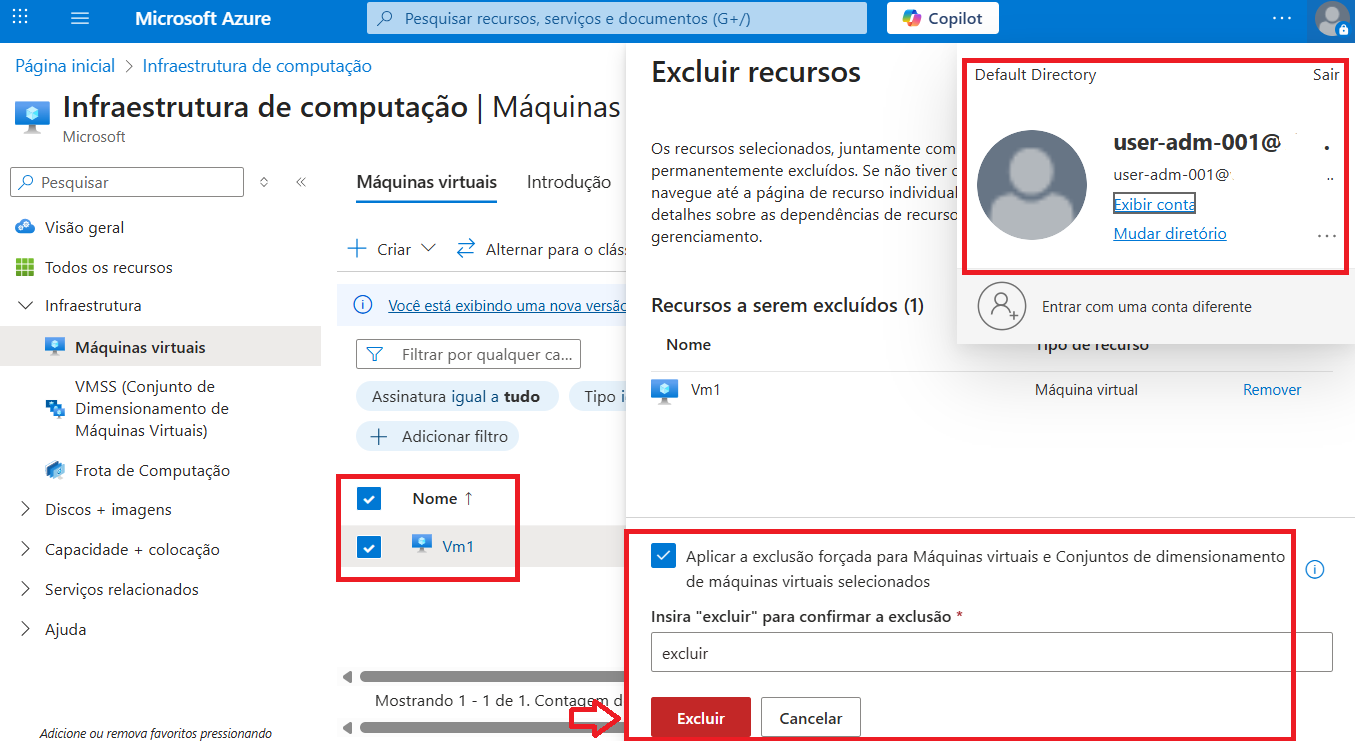 Microsoft Azure
Pesquisar recursos, serviços e documentos (G+/)
Copilot
Página inicial > Infraestrutura de computação
Infraestrutura de computação | Máquinas
Microsoft
Pesquisar
Visão geral
Todos os recursos
Infraestrutura
Máquinas virtuais
VMSS (Conjunto de
Dimensionamento de
Máquinas Virtuais)
Frota de Computação
Discos + imagens
Capacidade + colocação
Serviços relacionados
Ajuda
Adicione ou remova favoritos pressionando
Máquinas virtuais
Introdução
Criar
Alternar para o clás
Você está exibindo uma nova versão
Filtrar por qualquer ca...
Assinatura igual a tudo
Tipo i
Adicionar filtro
Nome ↑
Vm1
Mostrando 1 - 1 de 1. Contagem d
Excluir recursos
Os recursos selecionados, juntamente com
permanentemente excluídos. Se não tiver
navegue até a página de recurso individual
detalhes sobre as dependências de recurso
gerenciamento.
Recursos a serem excluídos (1)
Nome
Tipo de recurso
Vm1
Máquina virtual
Remover
Aplicar a exclusão forçada para Máquinas virtuais e Conjuntos de dimensionamento
de máquinas virtuais selecionados
Insira "excluir" para confirmar a exclusão *
excluir
Excluir
Cancelar
Default Directory
Sair
user-adm-001@
user-adm-001@
Exibir conta
Mudar diretório
Entrar com uma conta diferente